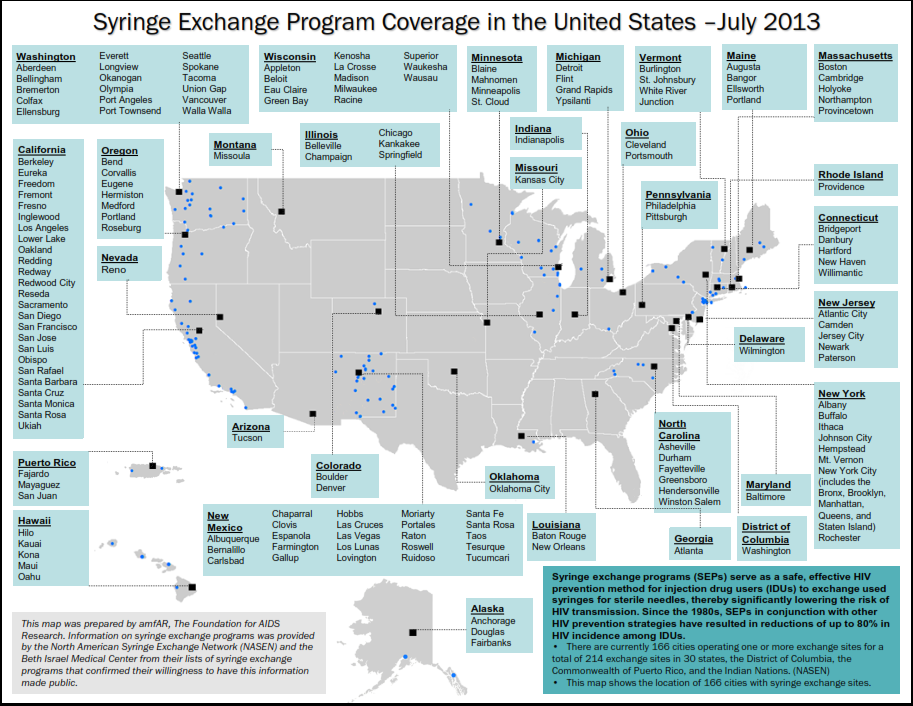 Syringe Exchange Program Coverage in the United States –July 2013
Washington
Aberdeen
Bellingham
Bremerton
Colfax
Ellensburg
Everett
Longview
Okanogan
Olympia
Port Angeles
Port Townsend
Seattle
Spokane
Tacoma
Union Gap
Vancouver
Walla Walla
Wisconsin
Appleton
Beloit
Eau Claire
Green Bay
Kenosha
La Crosse
Madison
Milwaukee
Racine
Superior
Waukesha
Wausau
Minnesota
Blaine
Mahnomen
Minneapolis
St. Cloud
Michigan
Detroit
Flint
Grand Rapids
Ypsilanti
Vermont
Burlington
St. Johnsbury
White River
Junction
Maine
Augusta
Bangor
Ellsworth
Portland
Massachusetts
Boston
Cambridge
Holyoke
Northampton
Provincetown
California
Berkeley
Eureka
Freedom
Fremont
Fresno
Inglewood
Los Angeles
Lower Lake
Oakland
Redding
Redway
Redwood City
Reseda
Sacramento
San Diego
San Francisco
San Jose
San Luis
Obispo
San Rafael
Santa Barbara
Santa Cruz
Santa Monica
Santa Rosa
Ukiah
Oregon
Bend
Corvallis
Eugene
Hermiston
Medford
Portland
Roseburg
Montana
Missoula
Illinois
Belleville
Champaign
Chicago
Kankakee
Springfield
Indiana
Indianapolis
Missouri
Kansas City
Ohio
Cleveland
Portsmouth
Pennsylvania
Philadelphia
Pittsburgh
Rhode Island
Providence
Connecticut
Bridgeport
Danbury
Hartford
New Haven
Willimantic
Nevada
Reno
New Jersey
Atlantic City
Camden
Jersey City
Newark
Paterson
Delaware
Wilmington
New York
Albany
Buffalo
Ithaca
Johnson City
Hempstead
Mt. Vernon
New York City
(includes the
Bronx, Brooklyn,
Manhattan,
Queens, and
Staten Island)
Rochester
Arizona
Tucson
North
Carolina
Asheville
Durham
Fayetteville
Greensboro
Hendersonville
Winston Salem
Puerto Rico
Fajardo
Mayaguez
San Juan
Colorado
Boulder
Denver
Oklahoma
Oklahoma City
Maryland
Baltimore
Hawaii
Hilo
Kauai
Kona
Maui
Oahu
New
Mexico
Albuquerque
Bernalillo
Carlsbad
Chaparral
Clovis
Espanola
Farmington
Gallup
Hobbs
Las Cruces
Las Vegas
Los Lunas
Lovington
Moriarty
Portales
Raton
Roswell
Ruidoso
Santa Fe
Santa Rosa
Taos
Tesurque
Tucumcari
Louisiana
Baton Rouge
New Orleans
Georgia
Atlanta
District of
Columbia
Washington
Alaska
Anchorage
Douglas
Fairbanks
This map was prepared by amfAR, The Foundation for AIDS
Research. Information on syringe exchange programs was provided
by the North American Syringe Exchange Network (NASEN) and the
Beth Israel Medical Center from their lists of syringe exchange
programs that confirmed their willingness to have this information
made public.
Syringe exchange programs (SEPs) serve as a safe, effective HIV
prevention method for injection drug users (IDUs) to exchange used
syringes for sterile needles, thereby significantly lowering the risk of
HIV transmission. Since the 1980s, SEPs in conjunction with other
HIV prevention strategies have resulted in reductions of up to 80% in
HIV incidence among IDUs.
• There are currently 166 cities operating one or more exchange sites for a
total of 214 exchange sites in 30 states, the District of Columbia, the
Commonwealth of Puerto Rico, and the Indian Nations. (NASEN)
• This map shows the location of 166 cities with syringe exchange sites.